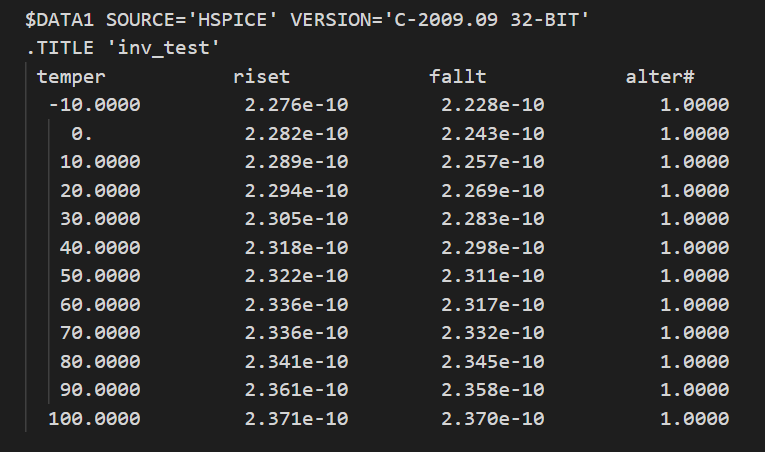 $DATA1 SOURCE='HSPICE' VERSION='C-2009.09 32-BIT'
.TITLE 'inv_test'
temper riset fallt alter#
-10.0000 2.276e-10 2.228e-10 1.0000
0. 2.282e-10 2.243e-10 1.0000
10.0000 2.289e-10 2.257e-10 1.0000
20.0000 2.294e-10 2.269e-10 1.0000
30.0000 2.305e-10 2.283e-10 1.0000
40.0000 2.318e-10 2.298e-10 1.0000
50.0000 2.322e-10 2.311e-10 1.0000
60.0000 2.336e-10 2.317e-10 1.0000
70.0000 2.336e-10 2.332e-10 1.0000
80.0000 2.341e-10 2.345e-10 1.0000
90.0000 2.361e-10 2.358e-10 1.0000
100.0000 2.371e-10 2.370e-10 1.0000